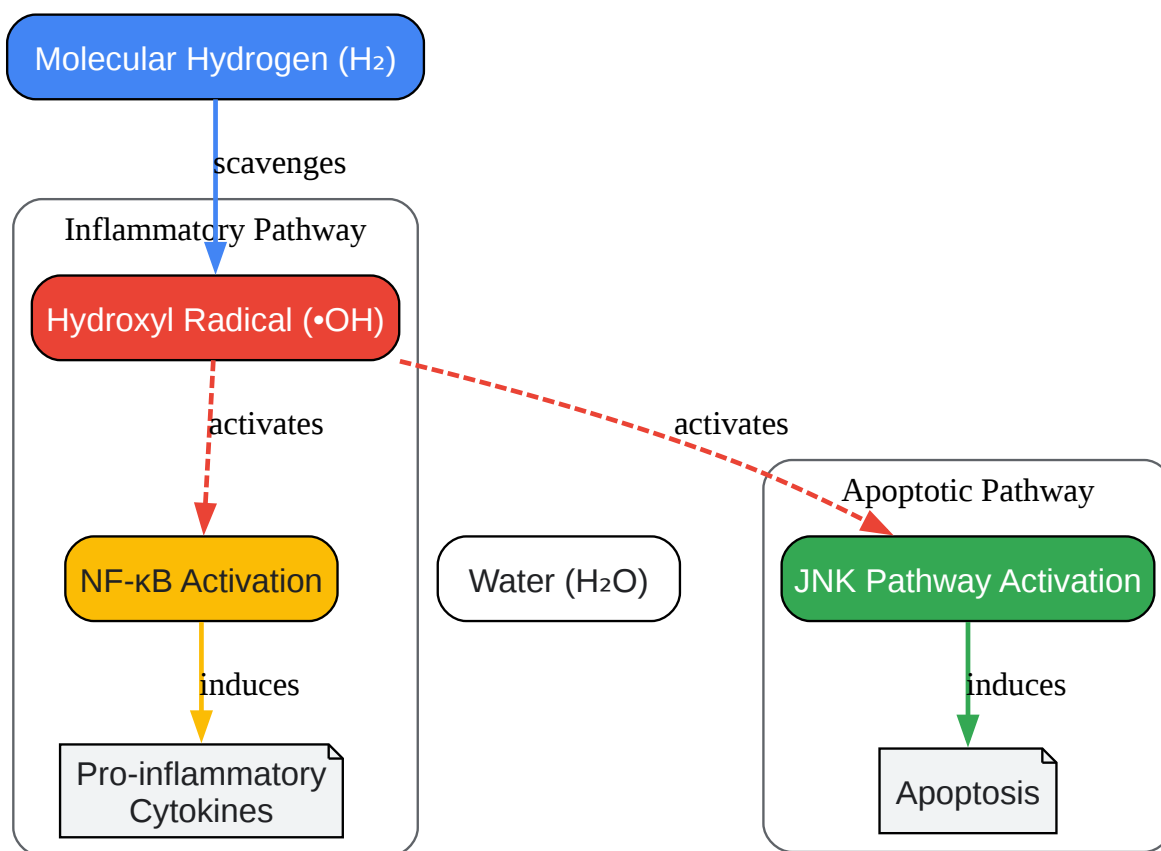 Molecular Hydrogen (H₂)
scavenges
Inflammatory Pathway
Hydroxyl Radical (•OH)
activates
activates
Apoptotic Pathway
NF-κB Activation
Water (H₂O)
JNK Pathway Activation
induces
induces
Pro-inflammatory
Cytokines
Apoptosis